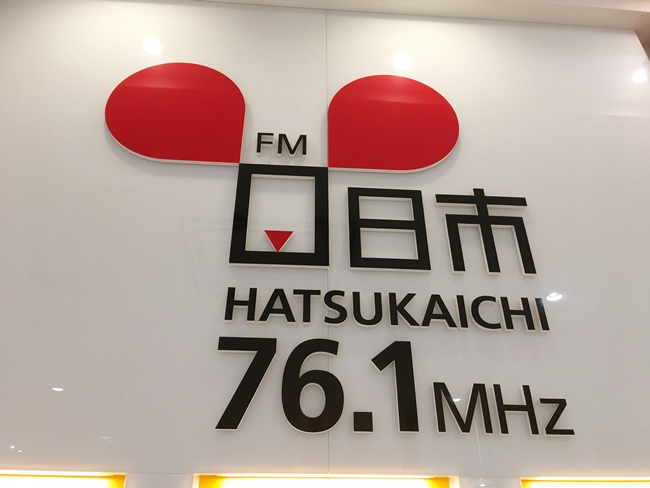 FM
廿日市
HATSUKAICHI
76.1MHz